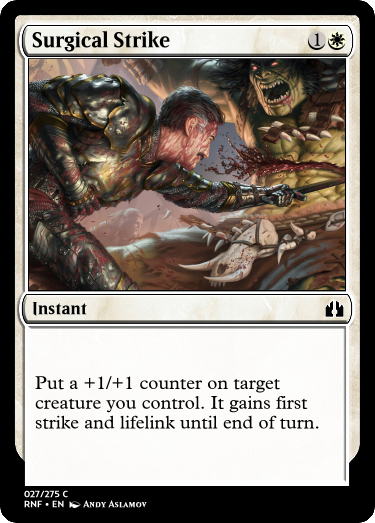 Surgical Strike 1
Instant
Put a +1/+1 counter on target
creature you control. It gains first
strike and lifelink until end of turn.
027/275 C
RNF • EN Andy Aslamov